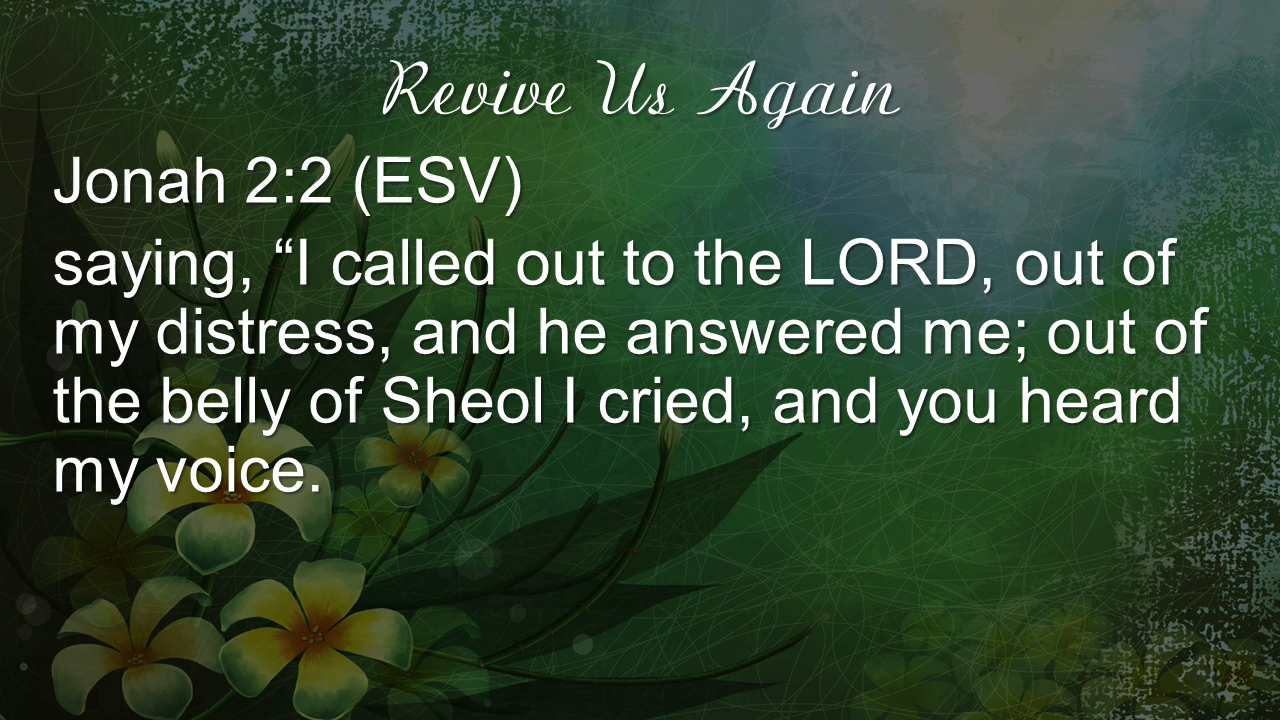 Revive Us Again
Jonah 2:2 (ESV)
saying, “I called out to the LORD, out of
my distress, and he answered me; out of
the belly of Sheol I cried, and you heard
my voice.